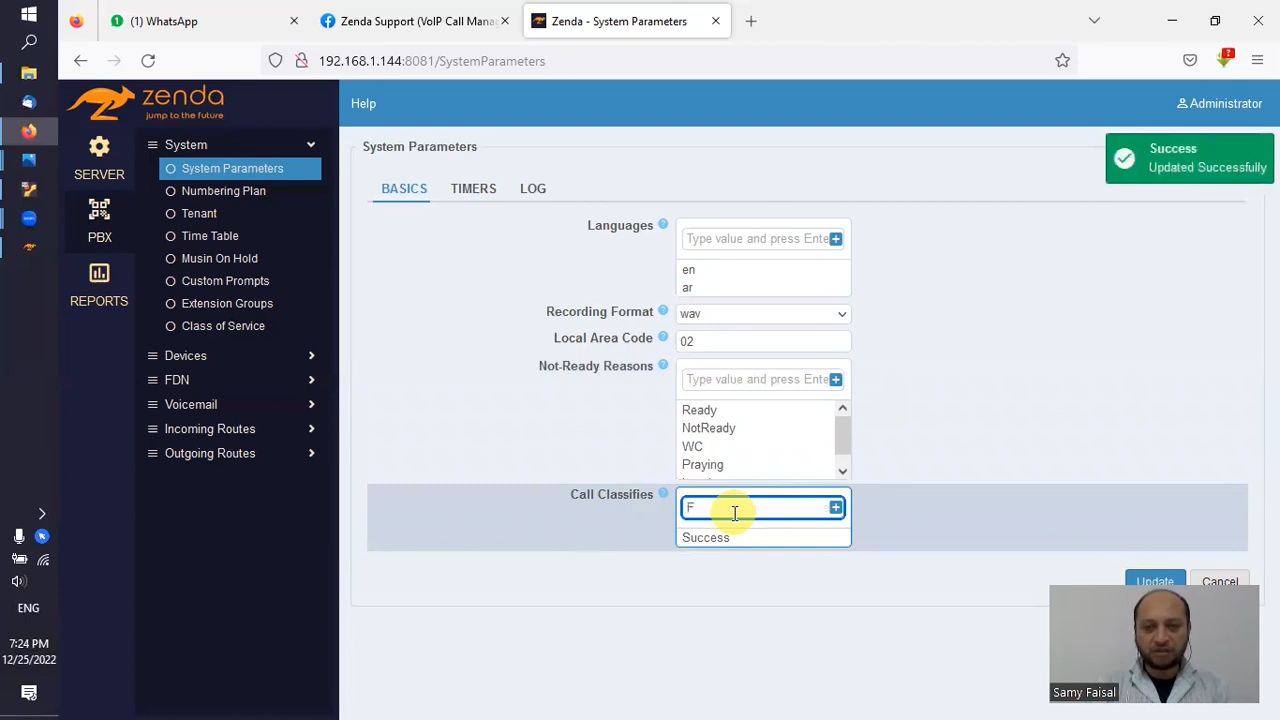 (1) WhatsApp
Zenda Support (VoIP Call Mana
Zenda - System Parameters
192.168.1.144:8081/SystemParameters
zenda
jump to the future
Help
Administrator
SERVER
PBX
REPORTS
System
System Parameters
Numbering Plan
Tenant
Time Table
Musin On Hold
Custom Prompts
Extension Groups
Class of Service
Devices
FDN
Voicemail
Incoming Routes
Outgoing Routes
System Parameters
Success
Updated Successfully
BASICS
TIMERS
LOG
Languages
Type value and press Ente
en
ar
Recording Format
wav
Local Area Code
02
Not-Ready Reasons
Type value and press Ente
Ready
NotReady
WC
Praying
Call Classifies
F
Success
Update
Cancel
ENG
7:24 PM
12/25/2022
Samy Faisal